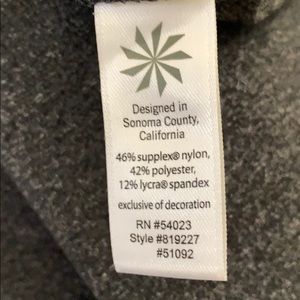 Designed in
Sonoma County,
California
46% supplex® nylon,
42% polyester,
12% lycra® spandex
exclusive of decoration
RN #54023
Style #819227
#51092